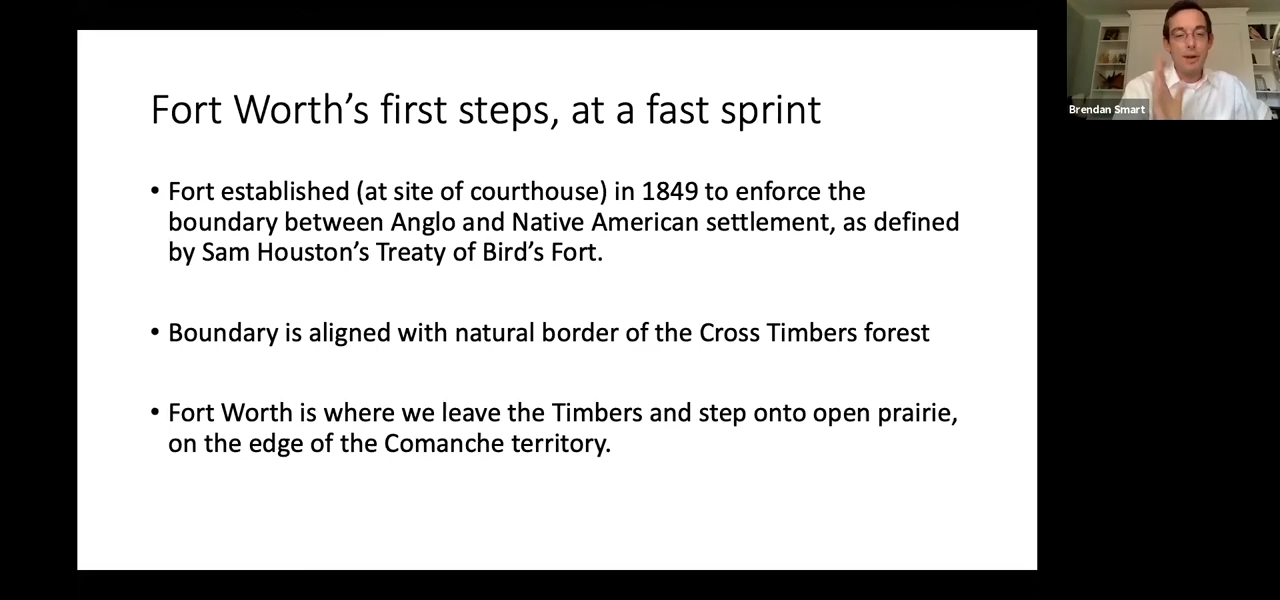 Fort Worth’s first steps, at a fast sprint
• Fort established (at site of courthouse) in 1849 to enforce the
boundary between Anglo and Native American settlement, as defined
by Sam Houston’s Treaty of Bird’s Fort.
• Boundary is aligned with natural border of the Cross Timbers forest
• Fort Worth is where we leave the Timbers and step onto open prairie,
on the edge of the Comanche territory.
Brendan Smart